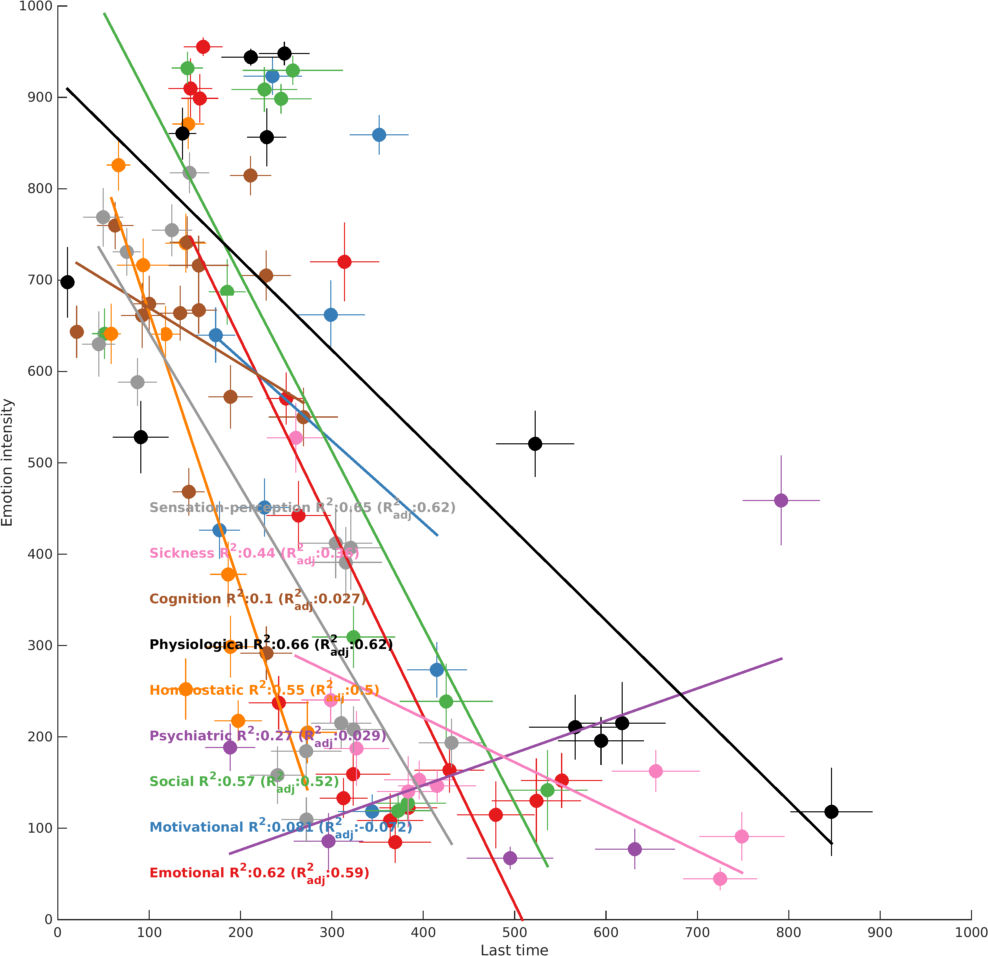 1000
900
800
700
600
500
400
300
200
100
0
Emotion intensity
Sensation-perception R²:0.65 (R²adj:0.62)
Sickness R²:0.44 (R²adj
Cognition R²:0.1 (R²adj:0.027)
Physiological R²:0.66 (R²adj:0.62)
Homeostatic R²:0.55 (R²adj:0.5)
Psychiatric R²:0.27 (R²adj:0.029)
Social R²:0.57 (R²adj:0.52)
Motivational R²:0.081 (R²adj:-0.072)
Emotional R²:0.62 (R²adj:0.59)
0 100 200 300 400 500 600 700 800 900 1000
Last time